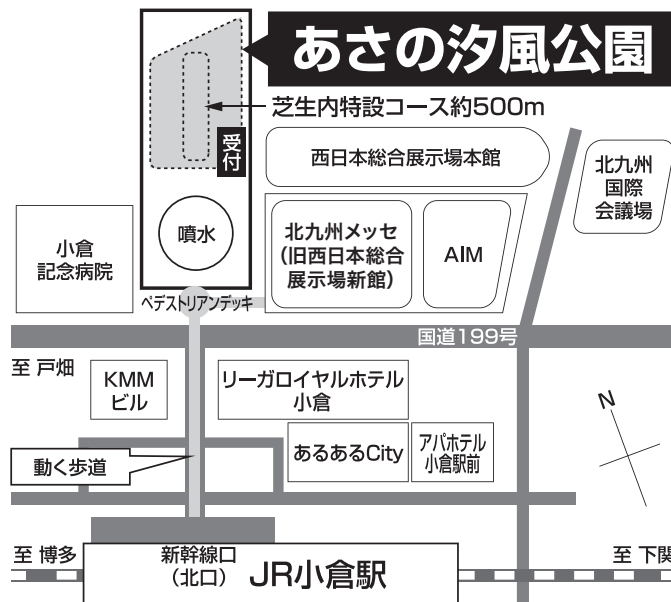 あさの汐風公園
芝生内特設コース約500m
受付
西日本総合展示場本館
北九州
国際
会議場
噴水
小倉
記念病院
北九州メッセ
(旧西日本総合
展示場新館)
AIM
ペデストリアンデッキ
国道199号
至 戸畑
KMM
ビル
リーガロイヤルホテル
小倉
N
動く歩道
あるあるCity
アパホテル
小倉駅前
至 博多
新幹線口
(北口)
JR小倉駅
至 下関